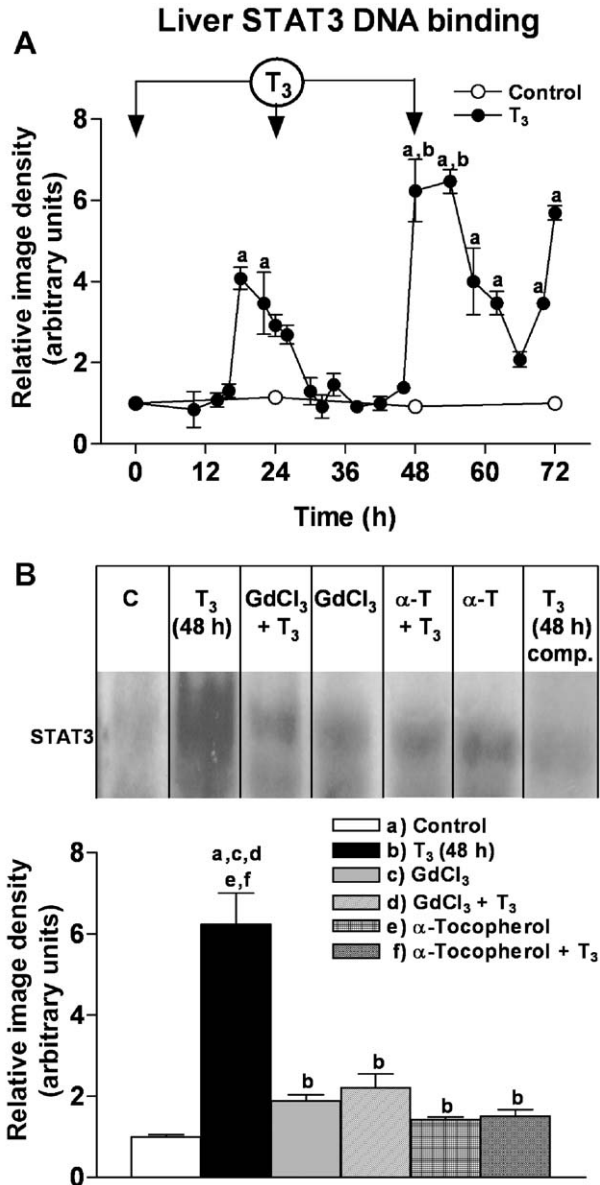 Liver STAT3 DNA binding
A
T3
Control
T3
Relative image density
(arbitrary units)
8
6
4
2
0
a
a
a,b
a,b
a
a
a
a
0 12 24 36 48 60 72
Time (h)
B
C
T3
(48 h)
GdCl3
+ T3
GdCl3
α-T
+ T3
α-T
T3
(48 h)
comp.
STAT3
a) Control
b) T3 (48 h)
c) GdCl3
d) GdCl3 + T3
e) α-Tocopherol
f) α-Tocopherol + T3
Relative image density
(arbitrary units)
8
6
4
2
0
a,c,d
e,f
b
b
b
b